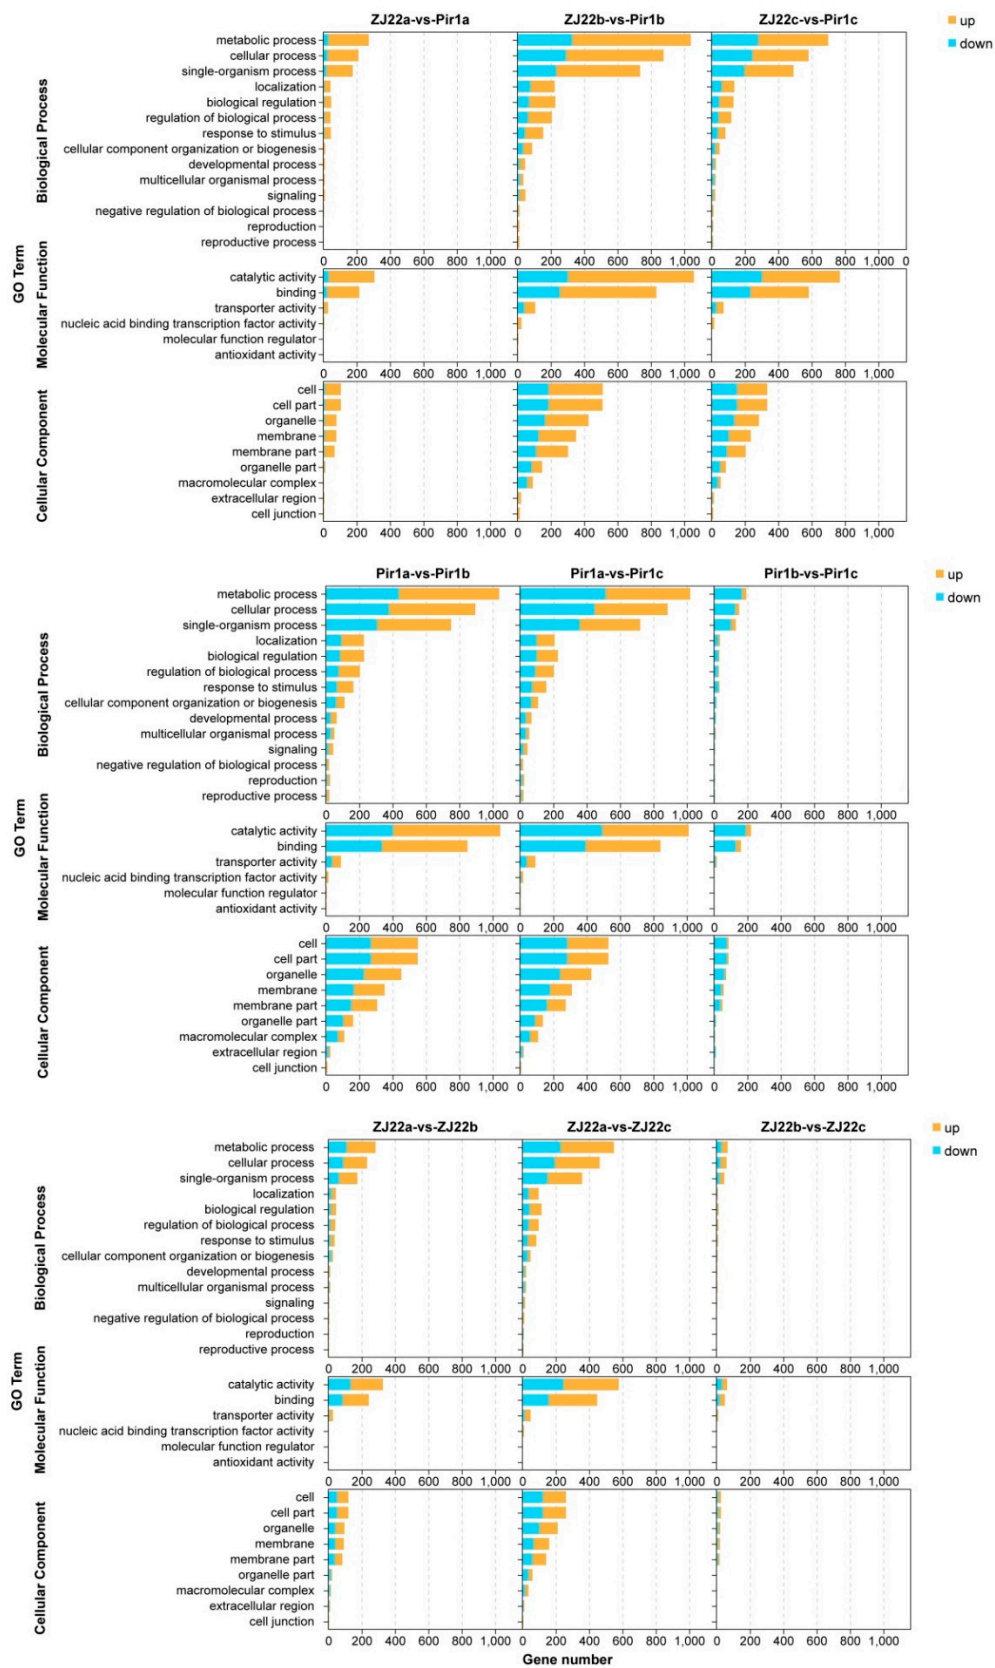 ZJ22a-vs-Pir1a ZJ22b-vs-Pir1b ZJ22c-vs-Pir1c
up
down
GO Term
Biological Process
metabolic process
cellular process
single-organism process
localization
biological regulation
regulation of biological process
response to stimulus
cellular component organization or biogenesis
developmental process
multicellular organismal process
signaling
negative regulation of biological process
reproduction
reproductive process
0 200 400 600 800 1,000 0 200 400 600 800 1,000 0 200 400 600 800 1,000 0
Molecular Function
catalytic activity
binding
transporter activity
nucleic acid binding transcription factor activity
molecular function regulator
antioxidant activity
0 200 400 600 800 1,000 0 200 400 600 800 1,000 0 200 400 600 800 1,000
Cellular Component
cell
cell part
organelle
membrane
membrane part
organelle part
macromolecular complex
extracellular region
cell junction
0 200 400 600 800 1,000 0 200 400 600 800 1,000 0 200 400 600 800 1,000
Pir1a-vs-Pir1b Pir1a-vs-Pir1c Pir1b-vs-Pir1c
up
down
GO Term
Biological Process
metabolic process
cellular process
single-organism process
localization
biological regulation
regulation of biological process
response to stimulus
cellular component organization or biogenesis
developmental process
multicellular organismal process
signaling
negative regulation of biological process
reproduction
reproductive process
0 200 400 600 800 1,000 0 200 400 600 800 1,000 0 200 400 600 800 1,000
Molecular Function
catalytic activity
binding
transporter activity
nucleic acid binding transcription factor activity
molecular function regulator
antioxidant activity
0 200 400 600 800 1,000 0 200 400 600 800 1,000 0 200 400 600 800 1,000
Cellular Component
cell
cell part
organelle
membrane
membrane part
organelle part
macromolecular complex
extracellular region
cell junction
0 200 400 600 800 1,000 0 200 400 600 800 1,000 0 200 400 600 800 1,000
ZJ22a-vs-ZJ22b ZJ22a-vs-ZJ22c ZJ22b-vs-ZJ22c
up
down
GO Term
Biological Process
metabolic process
cellular process
single-organism process
localization
biological regulation
regulation of biological process
response to stimulus
cellular component organization or biogenesis
developmental process
multicellular organismal process
signaling
negative regulation of biological process
reproduction
reproductive process
0 200 400 600 800 1,000 0 200 400 600 800 1,000 0 200 400 600 800 1,000
Molecular Function
catalytic activity
binding
transporter activity
nucleic acid binding transcription factor activity
molecular function regulator
antioxidant activity
0 200 400 600 800 1,000 0 200 400 600 800 1,000 0 200 400 600 800 1,000
Cellular Component
cell
cell part
organelle
membrane
membrane part
organelle part
macromolecular complex
extracellular region
cell junction
0 200 400 600 800 1,000 0 200 400 600 800 1,000 0 200 400 600 800 1,000
Gene number